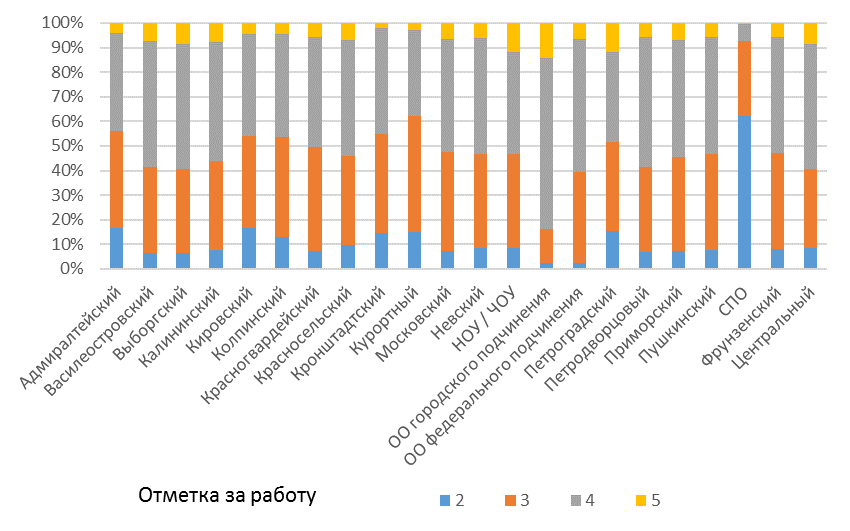 100%
90%
80%
70%
60%
50%
40%
30%
20%
10%
0%
Адмиралтейский
Василеостровский
Выборгский
Калининский
Кировский
Колпинский
Красногвардейский
Красносельский
Кронштадтский
Курортный
Московский
Невский
НОУ / ЧОУ
ОО городского подчинения
ОО федерального подчинения
Петроградский
Петродворцовый
Приморский
Пушкинский
СПО
Фрунзенский
Центральный
Отметка за работу 2 3 4 5